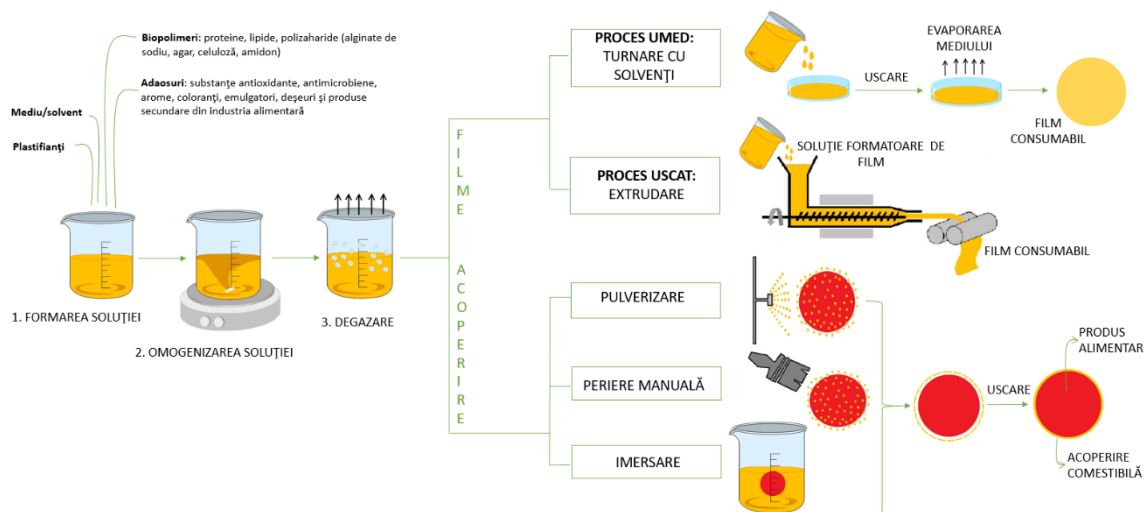 Biopolimeri: proteine, lipide, polizaharide (alginate de
sodiu, agar, celuloză, amidon)
Adaosuri: substanțe antioxidante, antimicrobiene,
arome, coloranți, emulgatori, deșeuri și produse
secundare din industria alimentară
Mediu/solvent
Plastifianți
1. FORMAREA SOLUȚIEI
2. OMOGENIZAREA SOLUȚIEI
3. DEGAZARE
FILME
ACOPERIRE
PROCES UMED:
TURNARE CU
SOLVENȚI
USCARE
EVAPORAREA
MEDIULUI
FILM
CONSUMABIL
PROCES USCAT:
EXTRUDARE
SOLUȚIE FORMATOARE DE
FILM
FILM CONSUMABIL
PULVERIZARE
PERIERE MANUALĂ
IMERSARE
USCARE
PRODUS
ALIMENTAR
ACOPERIRE
COMESTIBILĂ